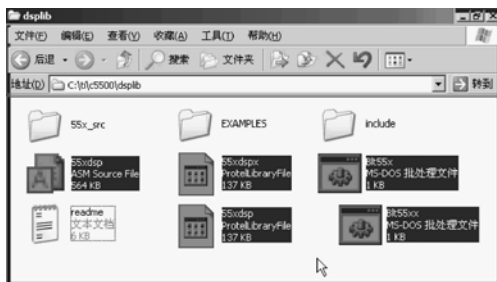 dsplib
文件(F) 编辑(E) 查看(V) 收藏(A) 工具(T) 帮助(H)
后退 搜索 文件夹
地址(D) C:\ti\c5500\dsplib 转到
55x_src EXAMPLES include
55xdsp 55xdspx Blt55x
ASM Source File ProtelLibraryFile MS-DOS 批处理文件
564 KB 137 KB 1 KB
readme 55xdsp Blt55xx
文本文档 ProtelLibraryFile MS-DOS 批处理文件
6 KB 137 KB 1 KB